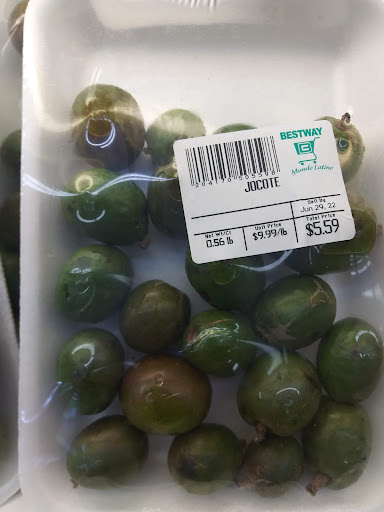 BESTWAY
Mundo Latino
JOCOTE
Sell By
Jun 29, 22
Net Wt/Ct
0.56 lb
Unit Price
$9.99/lb
Total Price
$5.59